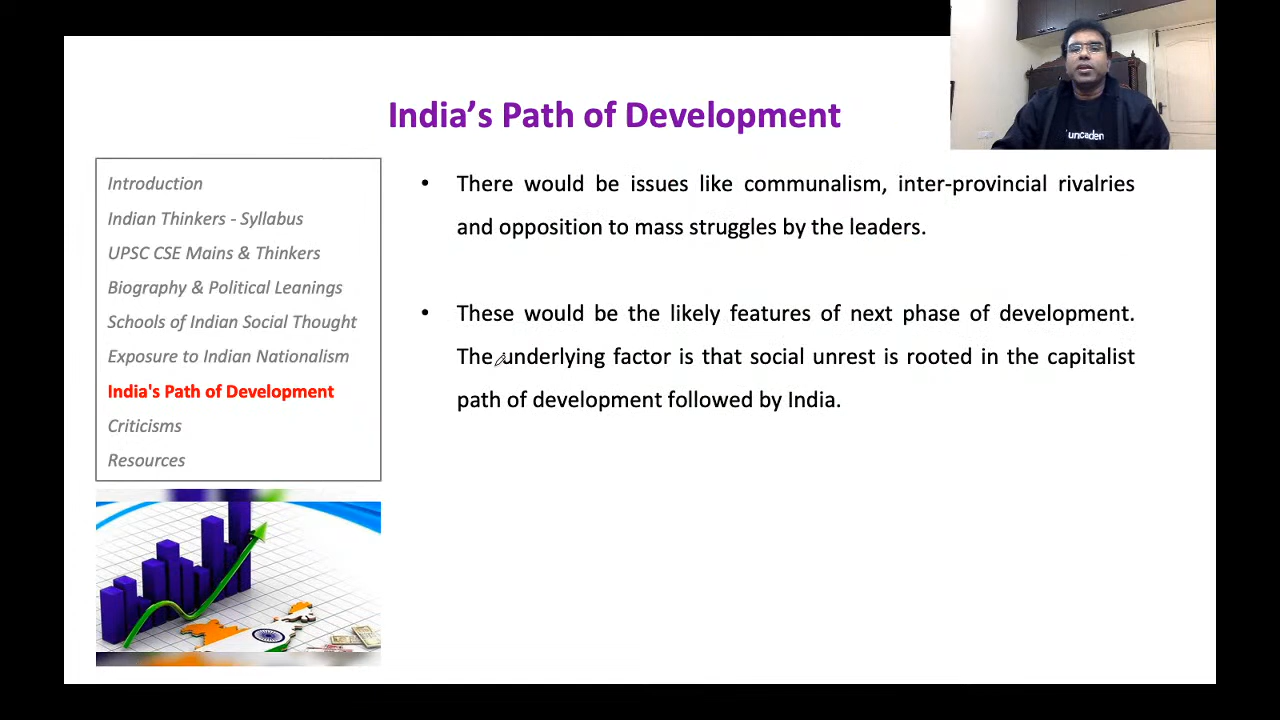 India's Path of Development
Introduction
Indian Thinkers - Syllabus
UPSC CSE Mains & Thinkers
Biography & Political Leanings
Schools of Indian Social Thought
Exposure to Indian Nationalism
India's Path of Development
Criticisms
Resources
• There would be issues like communalism, inter-provincial rivalries
and opposition to mass struggles by the leaders.
• These would be the likely features of next phase of development.
The underlying factor is that social unrest is rooted in the capitalist
path of development followed by India.